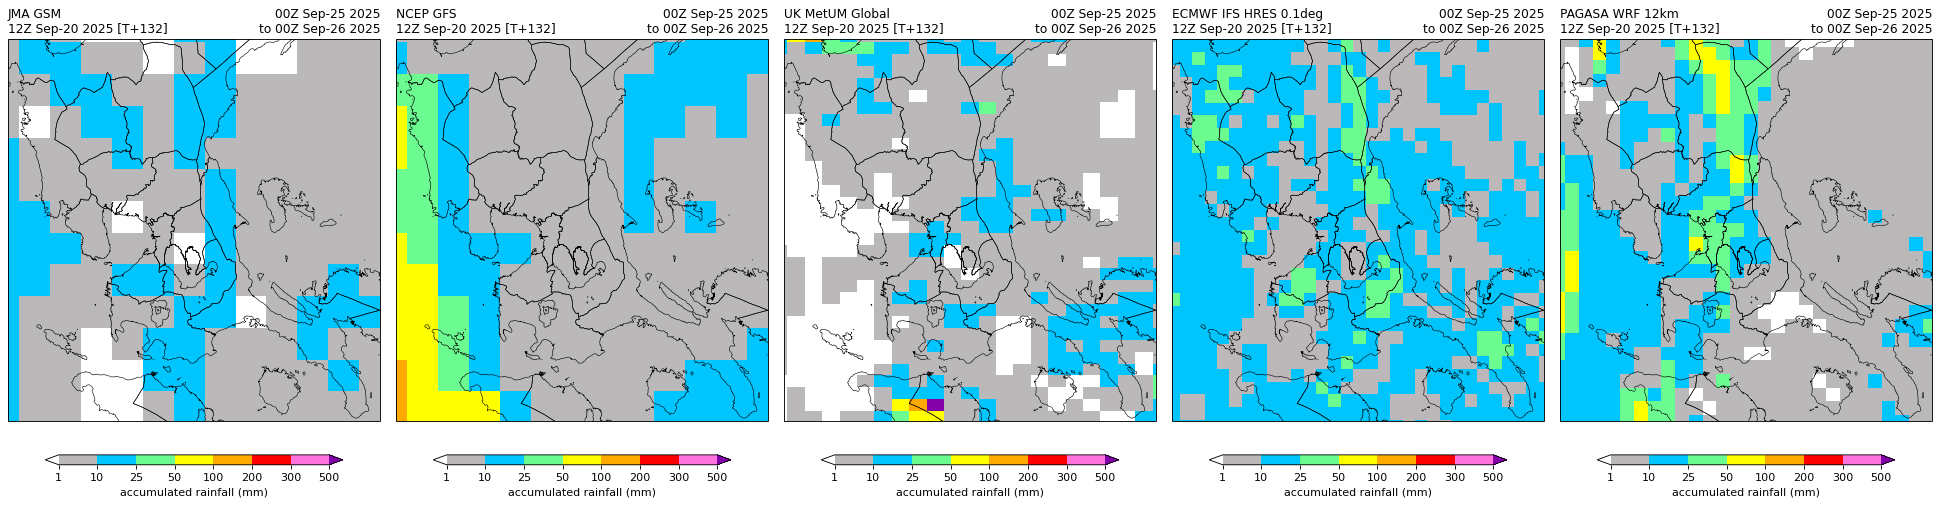 JMA GSM 00Z Sep-25 2025
12Z Sep-20 2025 [T+132] to 00Z Sep-26 2025
1 10 25 50 100 200 300 500
accumulated rainfall (mm)
NCEP GFS 00Z Sep-25 2025
12Z Sep-20 2025 [T+132] to 00Z Sep-26 2025
1 10 25 50 100 200 300 500
accumulated rainfall (mm)
UK MetUM Global 00Z Sep-25 2025
12Z Sep-20 2025 [T+132] to 00Z Sep-26 2025
1 10 25 50 100 200 300 500
accumulated rainfall (mm)
ECMWF IFS HRES 0.1deg 00Z Sep-25 2025
12Z Sep-20 2025 [T+132] to 00Z Sep-26 2025
1 10 25 50 100 200 300 500
accumulated rainfall (mm)
PAGASA WRF 12km 00Z Sep-25 2025
12Z Sep-20 2025 [T+132] to 00Z Sep-26 2025
1 10 25 50 100 200 300 500
accumulated rainfall (mm)